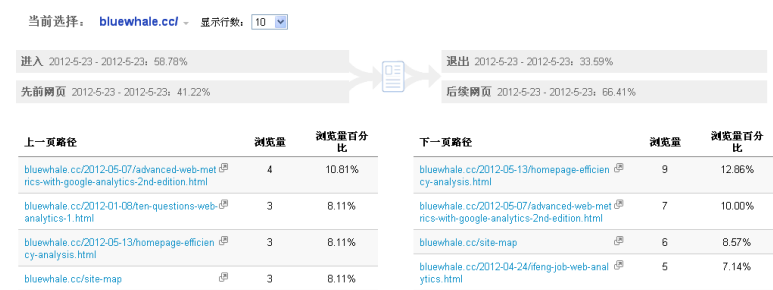 当前选择： bluewhale.cc/ 显示行数： 10
进入 2012-5-23 - 2012-5-23：58.78%
退出 2012-5-23 - 2012-5-23：33.59%
先前网页 2012-5-23 - 2012-5-23：41.22%
后续网页 2012-5-23 - 2012-5-23：66.41%
上一页路径 浏览量 浏览量百分
比
bluewhale.cc/2012-05-07/advanced-web-met 4 10.81%
rics-with-google-analytics-2nd-edition.html
bluewhale.cc/2012-01-08/ten-questions-web- 3 8.11%
analytics-1.html
bluewhale.cc/2012-05-13/homepage-efficien 3 8.11%
cy-analysis.html
bluewhale.cc/site-map 3 8.11%
下一页路径 浏览量 浏览量百分
比
bluewhale.cc/2012-05-13/homepage-efficien 9 12.86%
cy-analysis.html
bluewhale.cc/2012-05-07/advanced-web-met 7 10.00%
rics-with-google-analytics-2nd-edition.html
bluewhale.cc/site-map 6 8.57%
bluewhale.cc/2012-04-24/ifeng-job-web-anal 5 7.14%
ytics.html